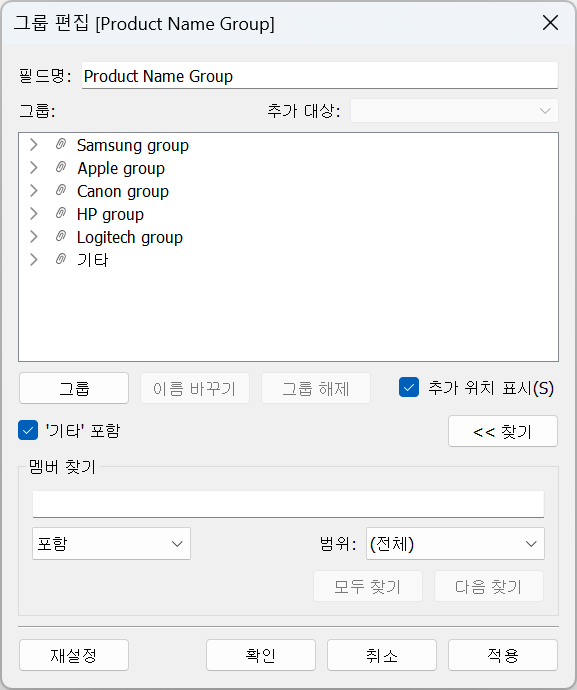 그룹 편집 [Product Name Group]
필드명: Product Name Group
그룹: 추가 대상:
Samsung group
Apple group
Canon group
HP group
Logitech group
기타
그룹 이름 바꾸기 그룹 해제 추가 위치 표시(S)
'기타' 포함 << 찾기
멤버 찾기
포함 범위: (전체)
모두 찾기 다음 찾기
재설정 확인 취소 적용